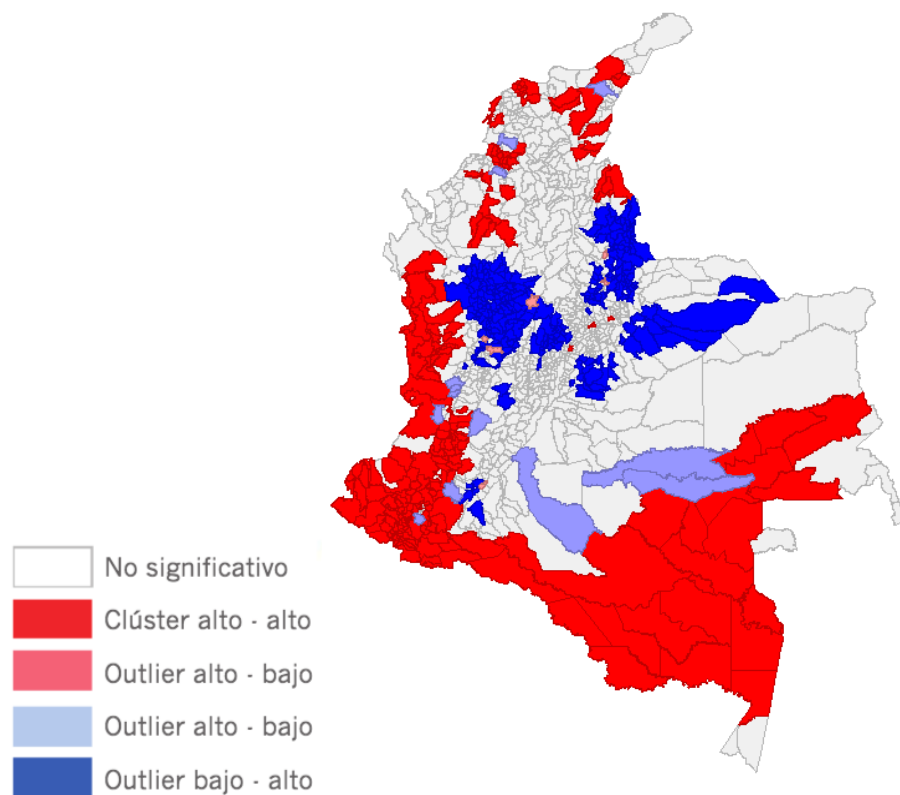 No significativo
Clúster alto - alto
Outlier alto - bajo
Outlier alto - bajo
Outlier bajo - alto